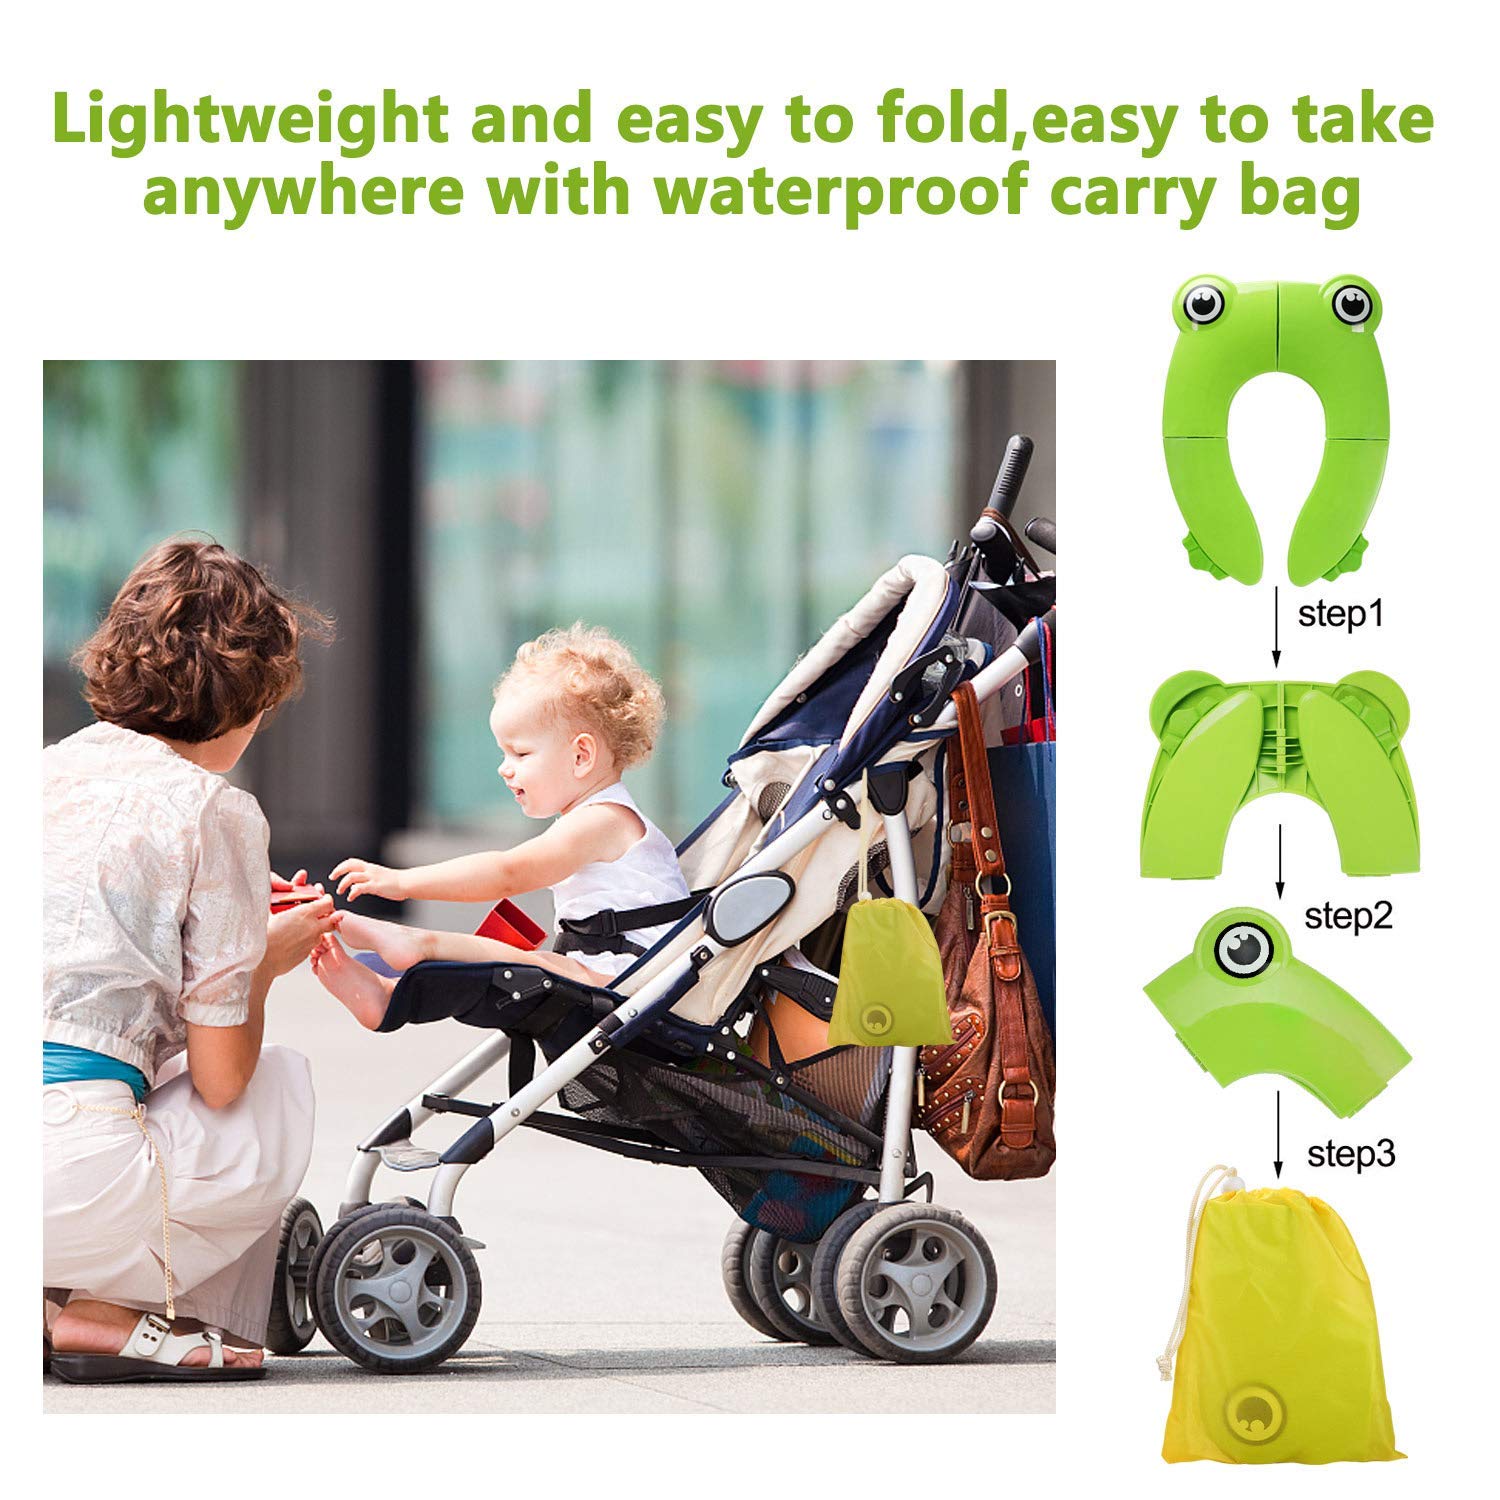 Lightweight and easy to fold,easy to take
anywhere with waterproof carry bag
step1
step2
step3